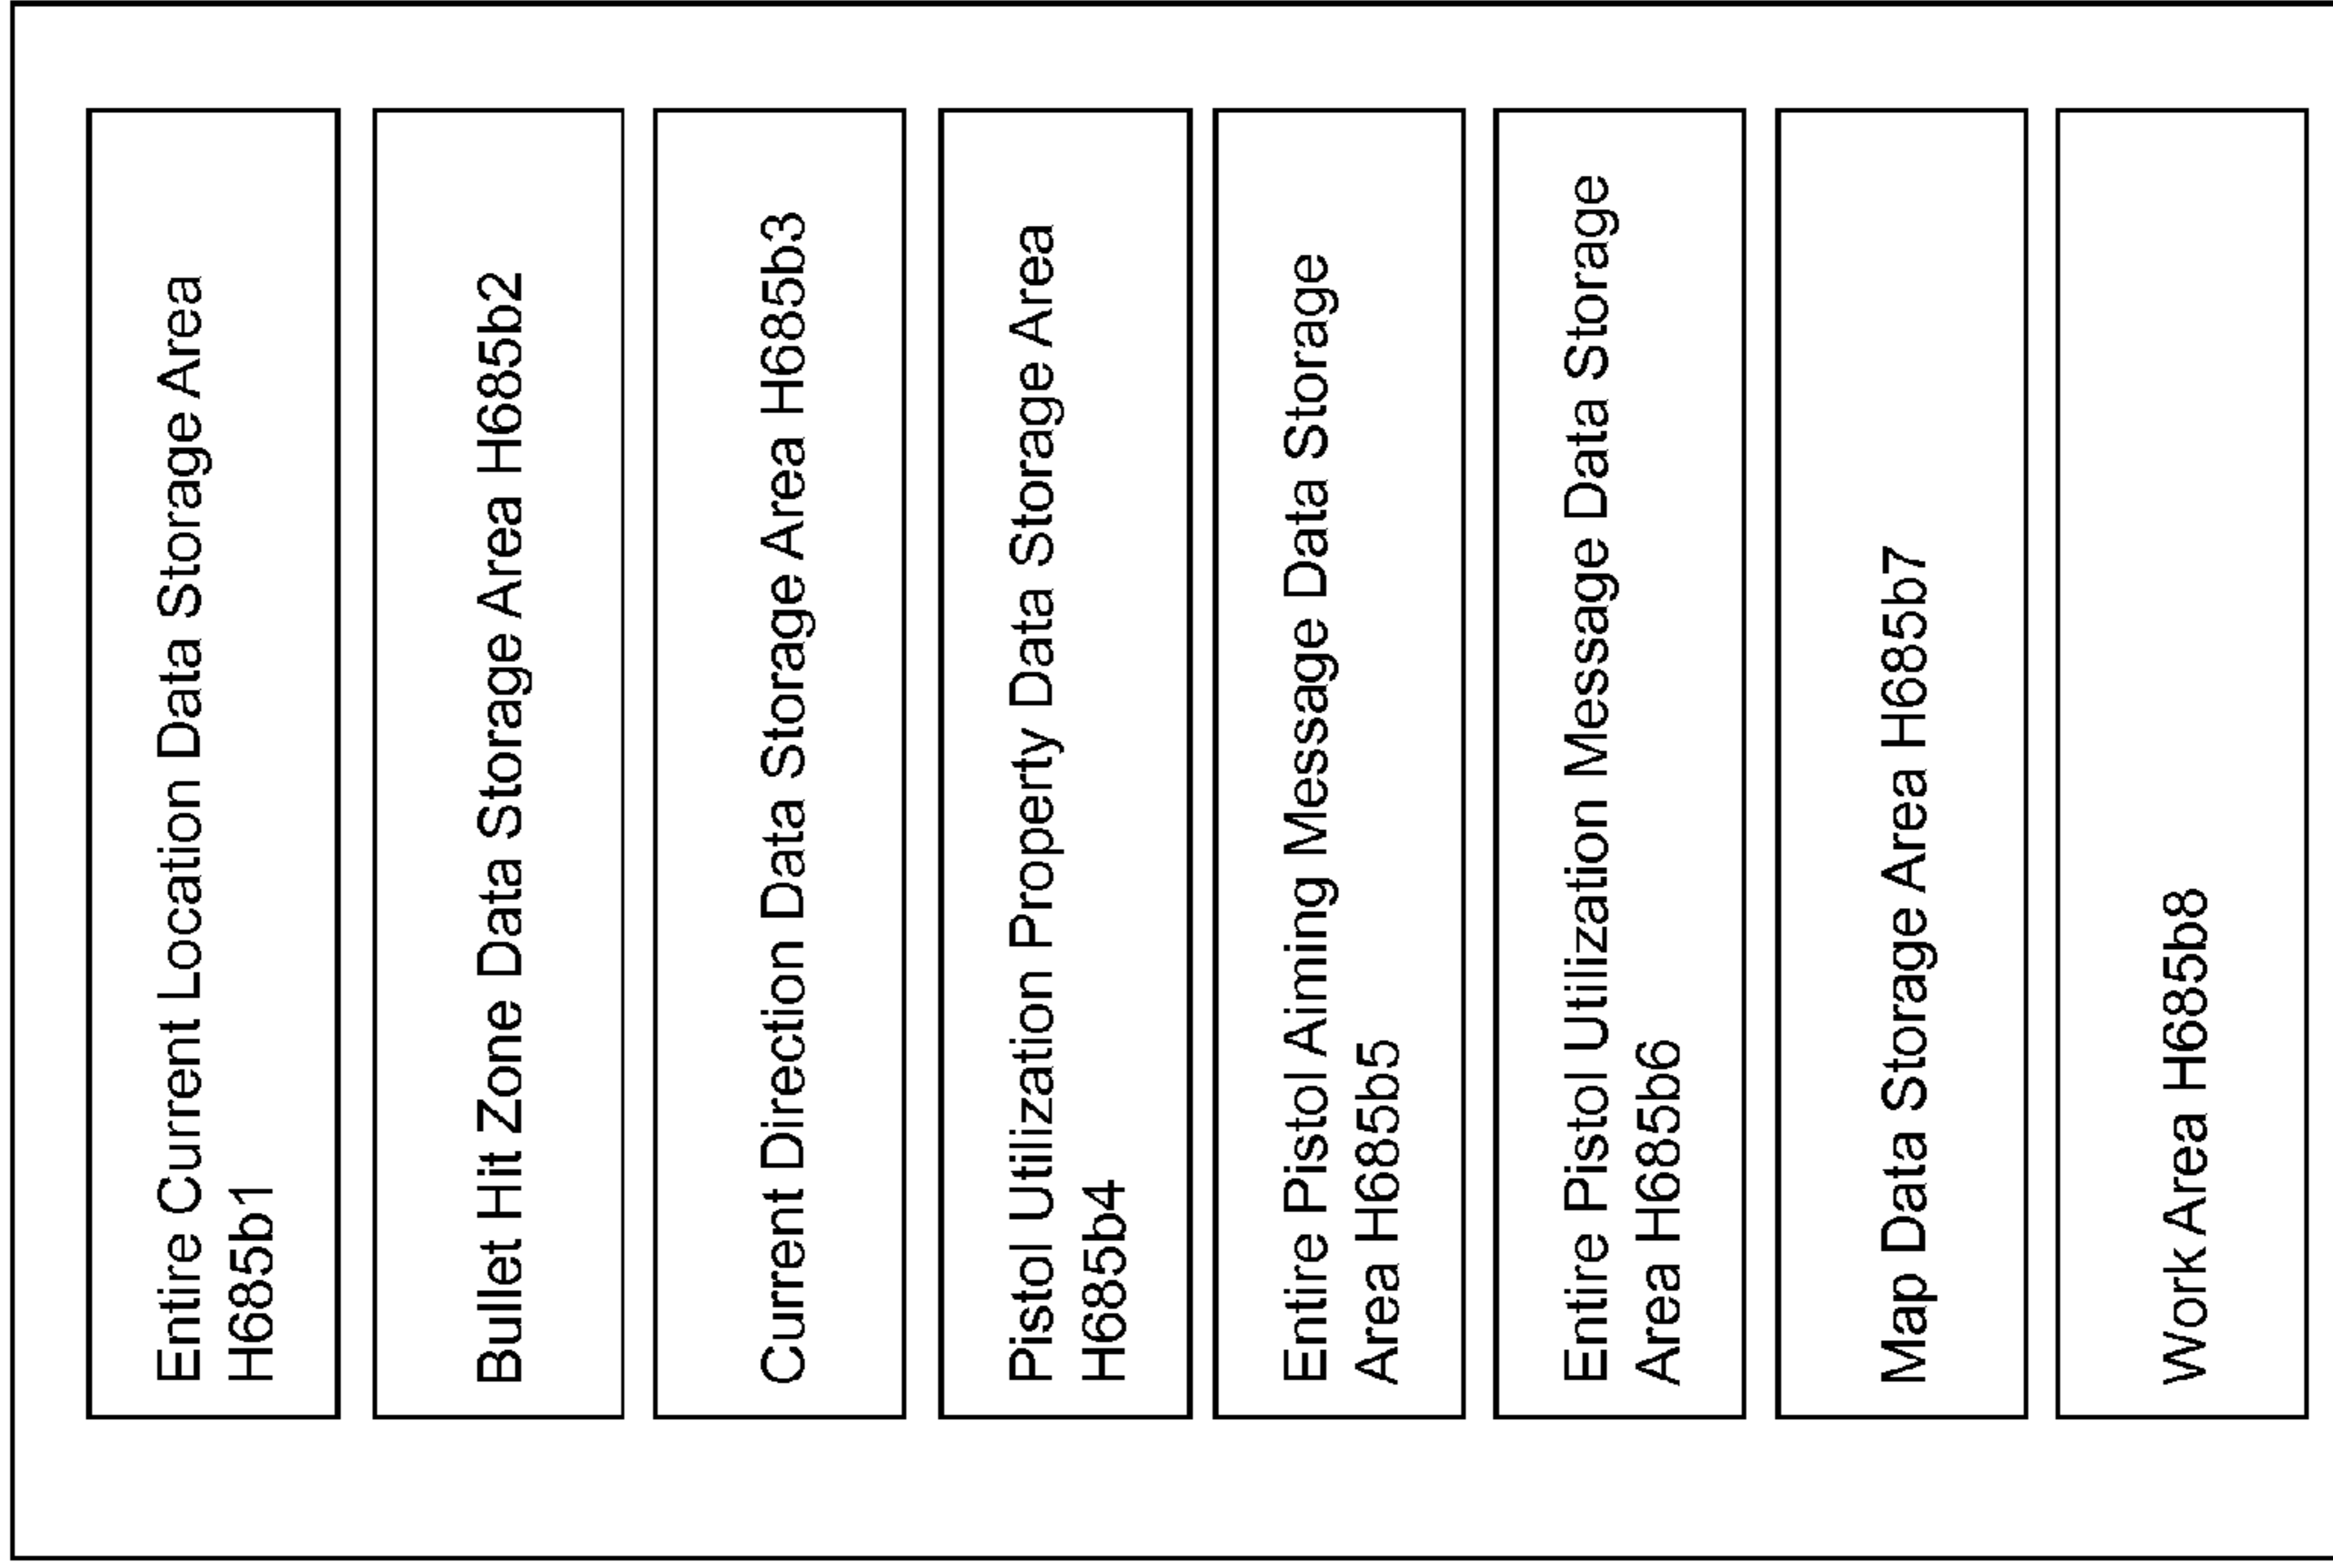 Entire Current Location Data Storage Area
H685b1
Bullet Hit Zone Data Storage Area H685b2
Current Direction Data Storage Area H685b3
Pistol Utilization Property Data Storage Area
H685b4
Entire Pistol Aiming Message Data Storage
Area H685b5
Entire Pistol Utilization Message Data Storage
Area H685b6
Map Data Storage Area H685b7
Work Area H685b8